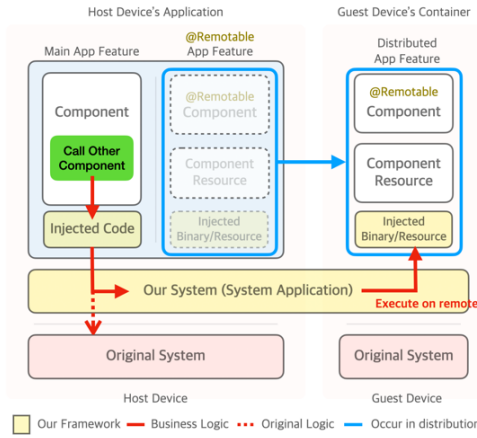 Host Device's Application
Guest Device's Container
Main App Feature
@Remotable
App Feature
Distributed
App Feature
Component
Call Other
Component
Injected Code
@Remotable
Component
Component
Resource
Injected
Binary/Resource
@Remotable
Component
Component
Resource
Injected
Binary/Resource
Our System (System Application)
Execute on remote
Original System
Original System
Host Device
Guest Device
Our Framework
Business Logic
Original Logic
Occur in distribution